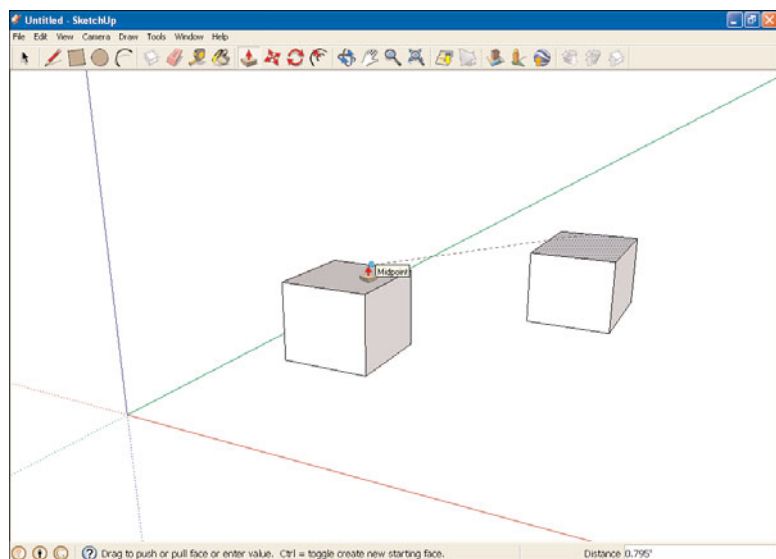 Untitled - SketchUp
File Edit View Camera Draw Tools Window Help
Midpoint
Drag to push or pull face or enter value. Ctrl = toggle create new starting face. Distance 0.795'